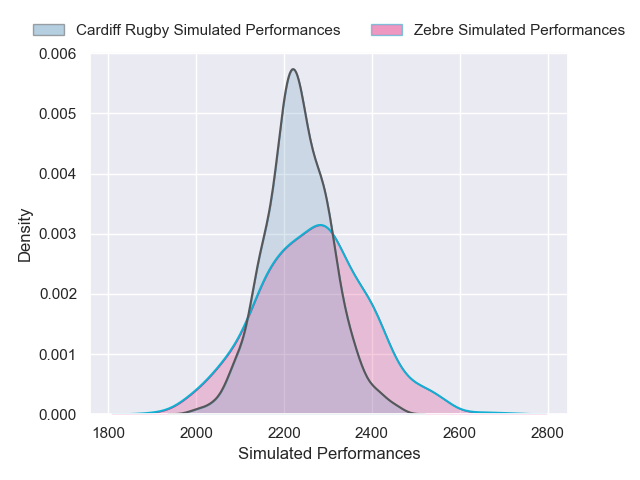 Cardiff Rugby Simulated Performances
Zebre Simulated Performances
0.006
0.005
0.004
0.003
0.002
0.001
0.000
Density
1800 2000 2200 2400 2600 2800
Simulated Performances